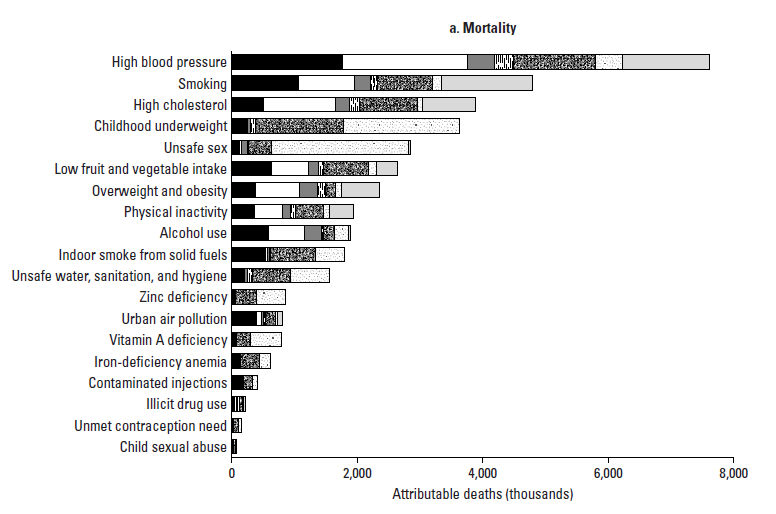 a. Mortality
High blood pressure
Smoking
High cholesterol
Childhood underweight
Unsafe sex
Low fruit and vegetable intake
Overweight and obesity
Physical inactivity
Alcohol use
Indoor smoke from solid fuels
Unsafe water, sanitation, and hygiene
Zinc deficiency
Urban air pollution
Vitamin A deficiency
Iron-deficiency anemia
Contaminated injections
Illicit drug use
Unmet contraception need
Child sexual abuse
0 2,000 4,000 6,000 8,000
Attributable deaths (thousands)